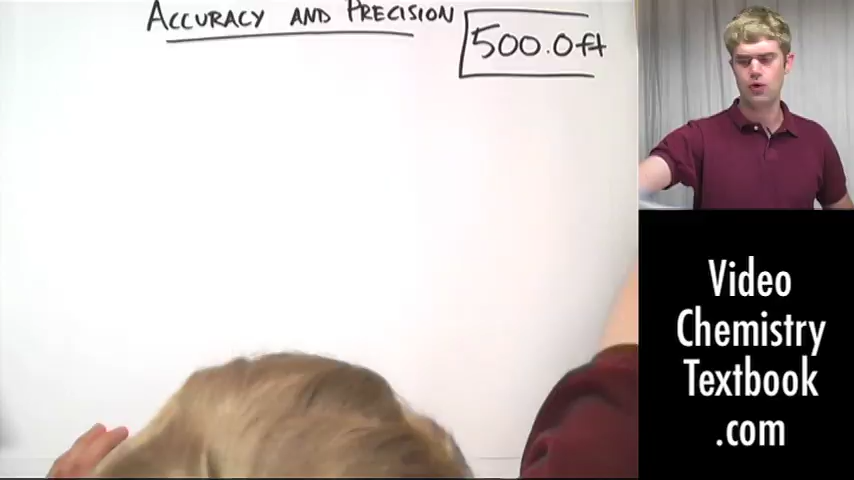 ACCURACY AND PRECISION
500.0ft
Video
Chemistry
Textbook
.com